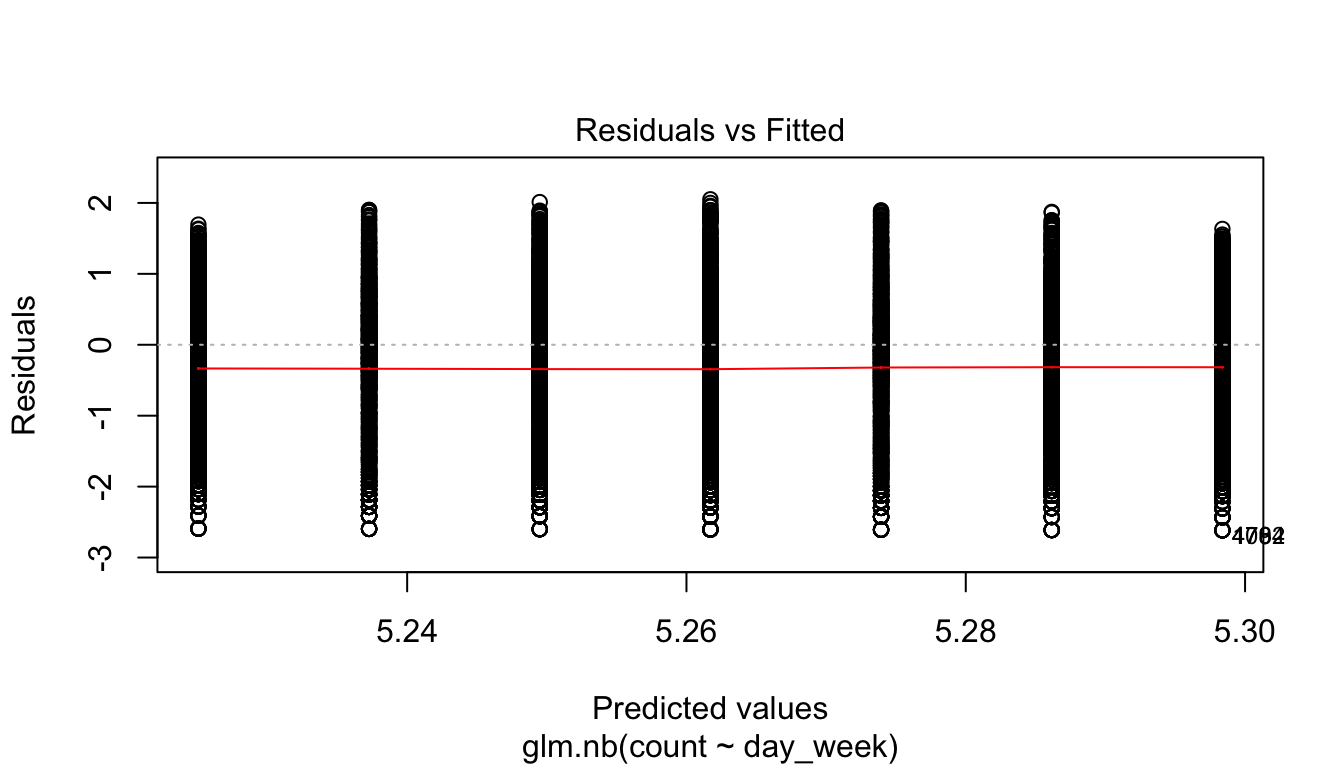 Residuals vs Fitted
Residuals
2
1
0
-1
-2
-3
5.24 5.26 5.28 5.30
Predicted values
glm.nb(count ~ day_week)